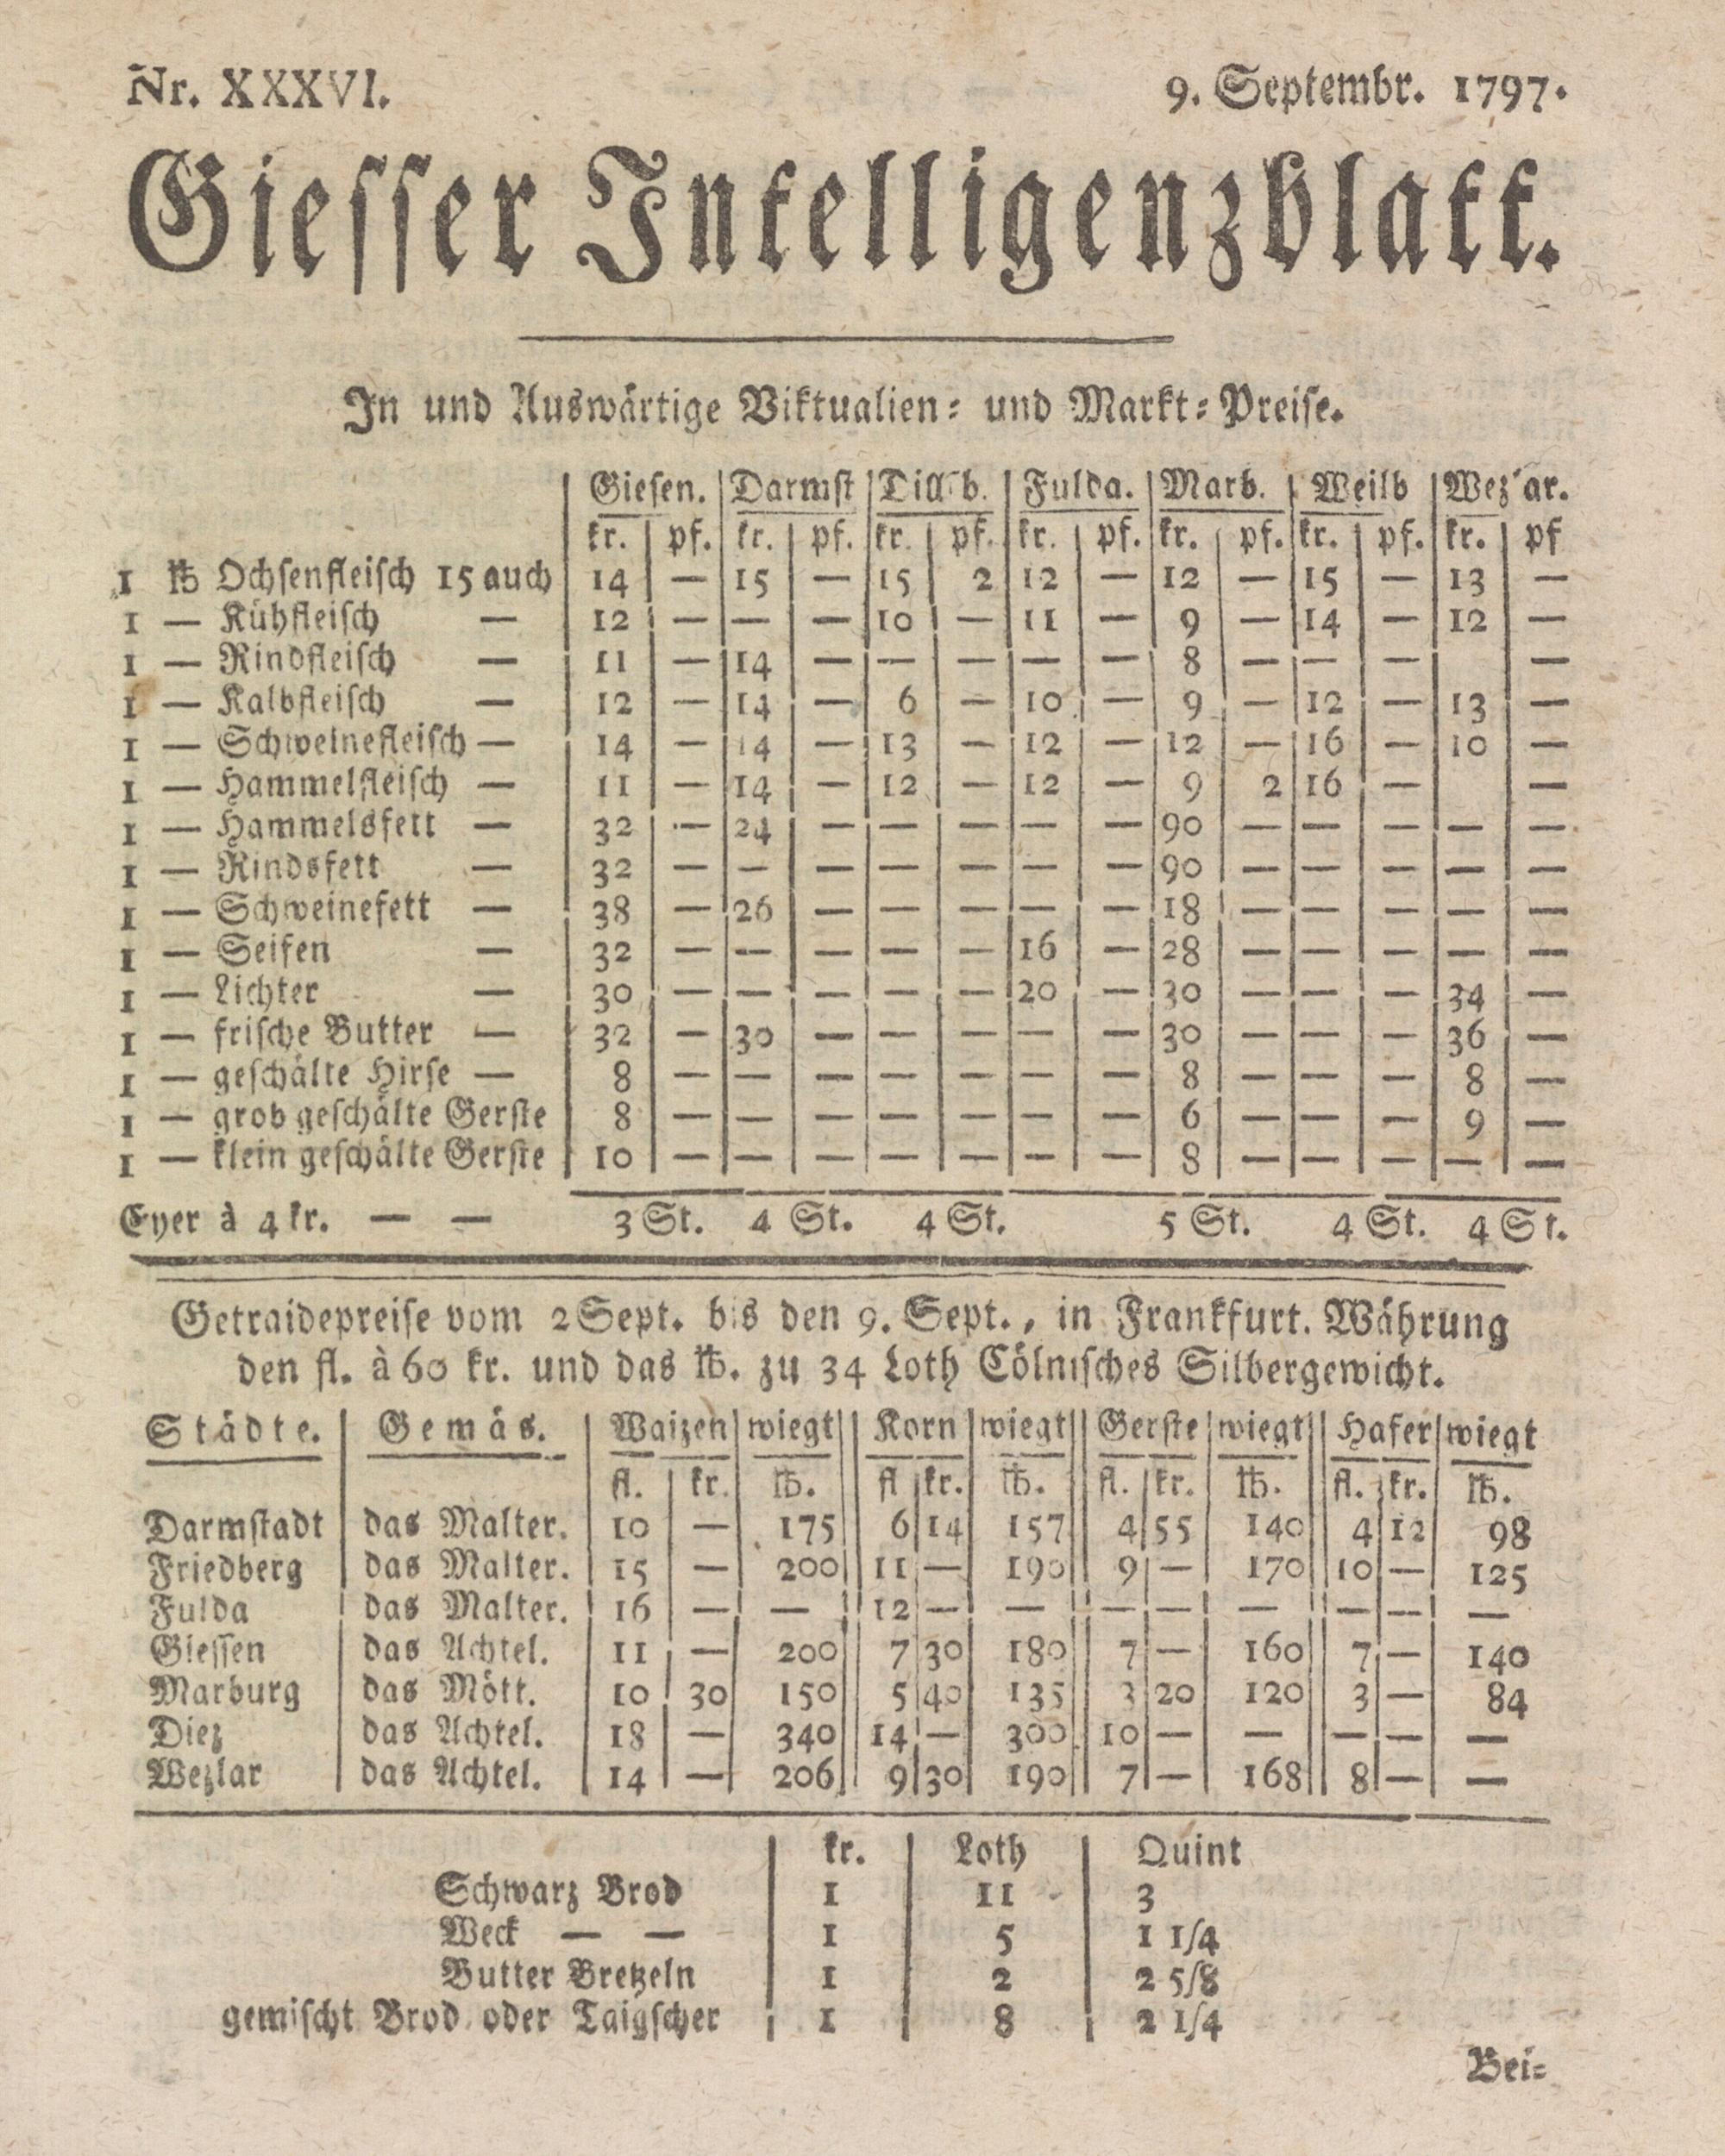 Nr. XXXVI. 9. Septembr. 1797.
Giesser Intelligenzblatt.
In und Auswärtige Viktualien- und Markt-Preise.
Giesen. Darmst Dillb. Fulda. Marb. Weilb Wez'ar.
kr. pf. kr. pf. kr. pf. kr. pf. kr. pf. kr. pf. kr. pf
1 ℔ Ochsenfleisch 15 auch 14 — 15 — 15 2 12 — 12 — 15 — 13 —
1 — Kühfleisch — 12 — — — 10 — 11 — 9 — 14 — 12 —
1 — Rindfleisch — 11 — 14 — — — — — 8 — — — —
1 — Kalbfleisch — 12 — 14 — 6 — 10 — 9 — 12 — 13 —
1 — Schweinefleisch — 14 — 14 — 13 — 12 — 12 — 16 — 10 —
1 — Hammelfleisch — 11 — 14 — 12 — 12 — 9 2 16 — —
1 — Hammelsfett — 32 — 24 — — — — — 90 — — — — —
1 — Rindsfett — 32 — — — — — — — 90 — — — — —
1 — Schweinefett — 38 — 26 — — — — — 18 — — — — —
1 — Seifen — 32 — — — — — 16 — 28 — — — — —
1 — Lichter — 30 — — — — — 20 — 30 — — — 34 —
1 — frische Butter — 32 — 30 — — — — — 30 — — — 36 —
1 — geschälte Hirse — 8 — — — — — — — 8 — — — 8 —
1 — grob geschälte Gerste 8 — — — — — — — 6 — — — 9 —
1 — klein geschälte Gerste 10 — — — — — — — 8 — — — — —
Eyer à 4 kr. — — 3 St. 4 St. 4 St. 5 St. 4 St. 4 St.
Getraidepreise vom 2 Sept. bis den 9. Sept., in Frankfurt. Währung
den fl. à 60 kr. und das ℔. zu 34 Loth Cölnisches Silbergewicht.
Städte. Gemäs. Waizen wiegt Korn wiegt Gerste wiegt Hafer wiegt
fl. kr. ℔. fl kr. ℔. fl. kr. ℔. fl. kr. ℔.
Darmstadt das Malter. 10 — 175 6 14 157 4 55 140 4 12 98
Friedberg das Malter. 15 — 200 11 — 190 9 — 170 10 — 125
Fulda das Malter. 16 — — 12 — — — — — — — —
Giessen das Achtel. 11 — 200 7 30 180 7 — 160 7 — 140
Marburg das Mött. 10 30 150 5 40 135 3 20 120 3 — 84
Diez das Achtel. 18 — 340 14 — 300 10 — — — — —
Wezlar das Achtel. 14 — 206 9 30 190 7 — 168 8 — —
kr. Loth Quint
Schwarz Brod 1 11 3
Weck — — 1 5 1 1/4
Butter Bretzeln 1 2 2 5/8
gemischt Brod oder Taigscher 1 8 2 1/4
Bei-